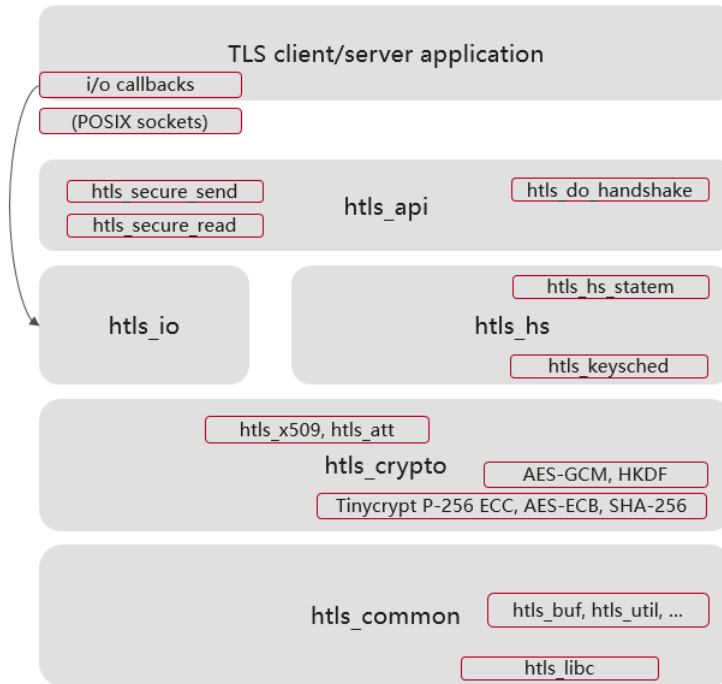 TLS client/server application
i/o callbacks
(POSIX sockets)
htls_secure_send
htls_do_handshake
htls_api
htls_secure_read
htls_hs_statem
htls_io
htls_hs
htls_keysched
htls_x509, htls_att
htls_crypto
AES-GCM, HKDF
Tinycrypt P-256 ECC, AES-ECB, SHA-256
htls_common
htls_buf, htls_util, ...
htls_libc